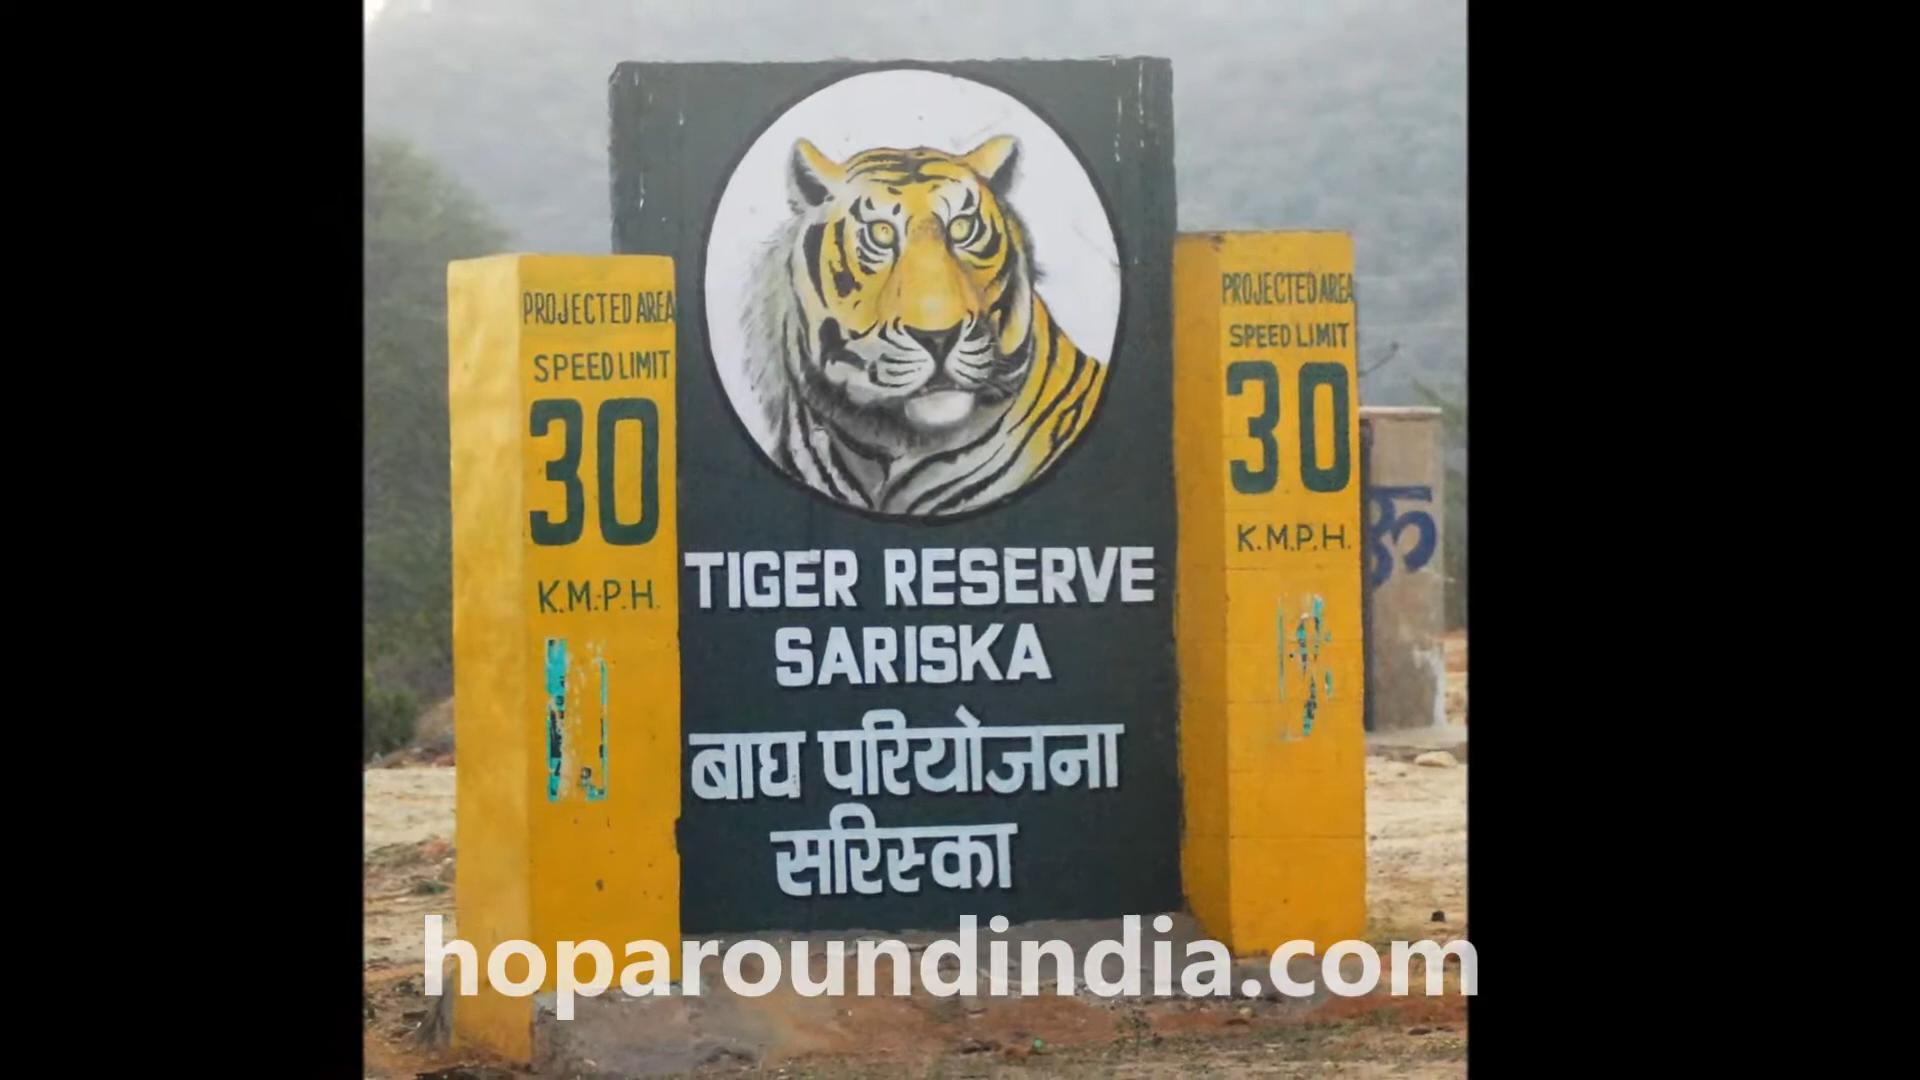 PROJECTED AREA
SPEED LIMIT
30
K.M.P.H.
TIGER RESERVE
SARISKA
बाघ परियोजना
सरिस्का
PROJECTED AREA
SPEED LIMIT
30
K.M.P.H.
ॐ
hoparoundindia.com